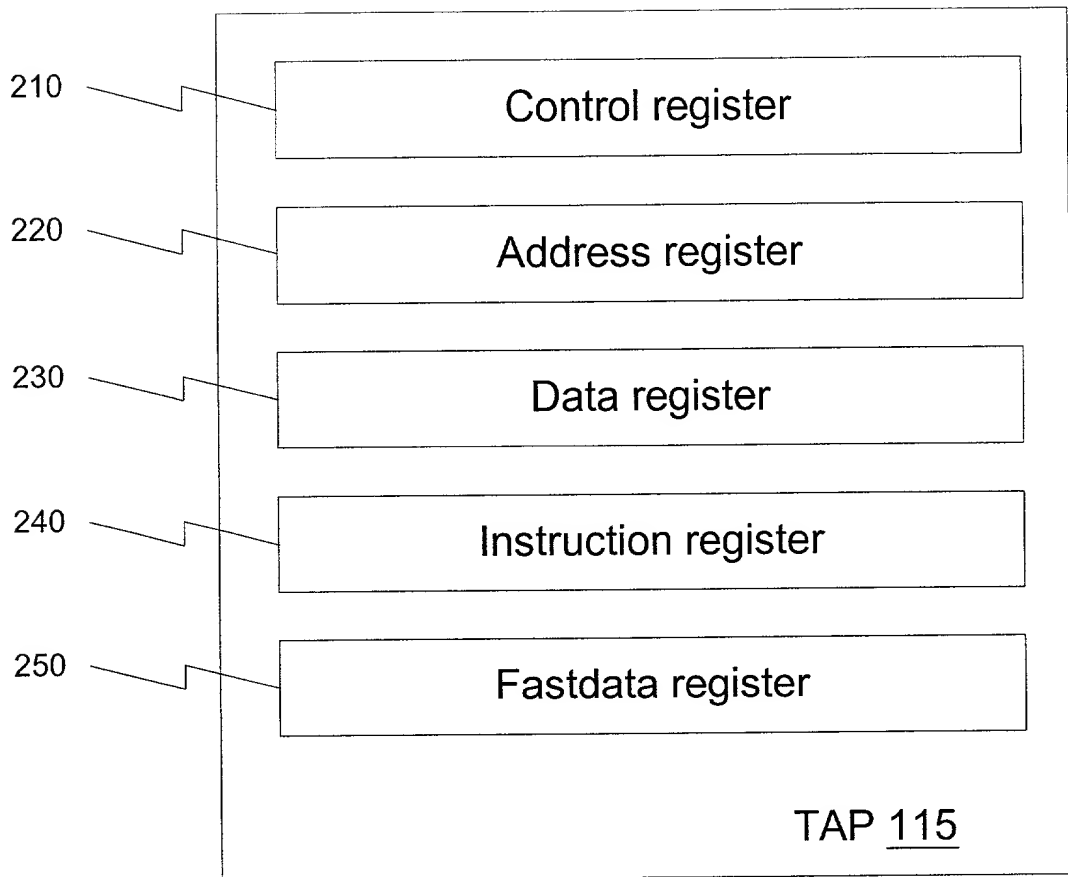 210
Control register
220
Address register
230
Data register
240
Instruction register
250
Fastdata register
TAP 115